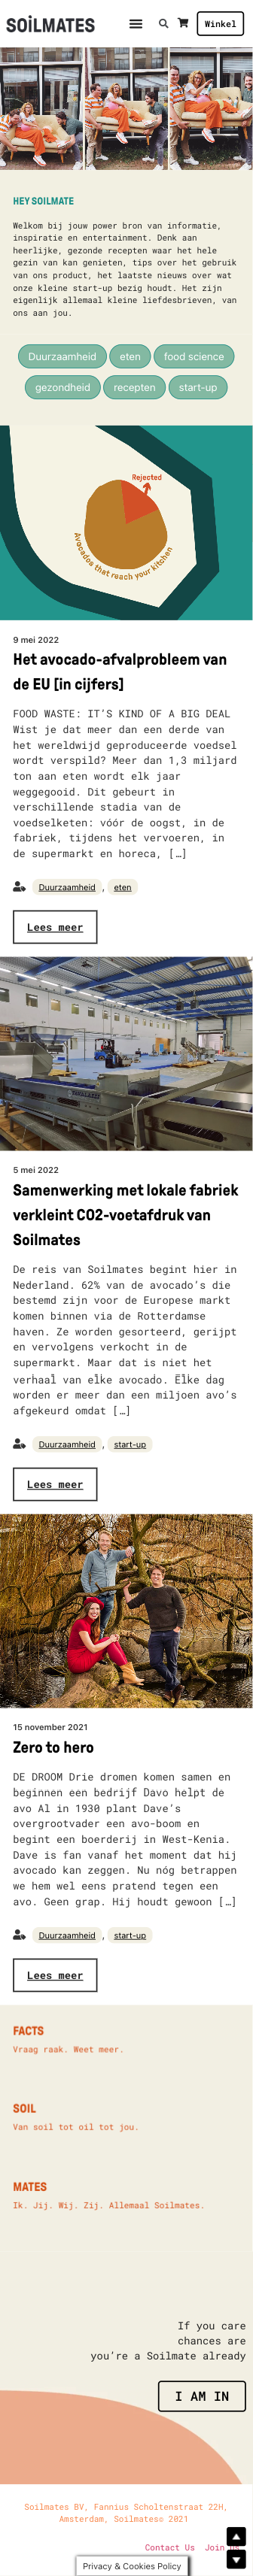 SOILMATES
Winkel
HEY SOILMATE
Welkom bij jouw power bron van informatie,
inspiratie en entertainment. Denk aan
heerlijke, gezonde recepten waar het hele
gezin van kan genieten, tips over het gebruik
van ons product, het laatste nieuws over wat
onze kleine start-up bezig houdt. Het zijn
eigenlijk allemaal kleine liefdesbrieven, van
ons aan jou.
Duurzaamheid eten food science
gezondheid recepten start-up
Rejected
Avocados that reach your kitchen
9 mei 2022
Het avocado-afvalprobleem van
de EU [in cijfers]
FOOD WASTE: IT’S KIND OF A BIG DEAL
Wist je dat meer dan een derde van
het wereldwijd geproduceerde voedsel
wordt verspild? Meer dan 1,3 miljard
ton aan eten wordt elk jaar
weggegooid. Dit gebeurt in
verschillende stadia van de
voedselketen: vóór de oogst, in de
fabriek, tijdens het vervoeren, in
de supermarkt en horeca, […]
Duurzaamheid, eten
Lees meer
5 mei 2022
Samenwerking met lokale fabriek
verkleint CO2-voetafdruk van
Soilmates
De reis van Soilmates begint hier in
Nederland. 62% van de avocado’s die
bestemd zijn voor de Europese markt
komen binnen via de Rotterdamse
haven. Ze worden gesorteerd, gerijpt
en vervolgens verkocht in de
supermarkt. Maar dat is niet het
verhaal van elke avocado. Elke dag
worden er meer dan een miljoen avo’s
afgekeurd omdat […]
Duurzaamheid, start-up
Lees meer
15 november 2021
Zero to hero
DE DROOM Drie dromen komen samen en
beginnen een bedrijf Davo helpt de
avo Al in 1930 plant Dave’s
overgrootvader een avo-boom en
begint een boerderij in West-Kenia.
Dave is fan vanaf het moment dat hij
avocado kan zeggen. Nu nóg betrappen
we hem wel eens pratend tegen een
avo. Geen grap. Hij houdt gewoon […]
Duurzaamheid, start-up
Lees meer
FACTS
Vraag raak. Weet meer.
SOIL
Van soil tot oil tot jou.
MATES
Ik. Jij. Wij. Zij. Allemaal Soilmates.
If you care
chances are
you’re a Soilmate already
I AM IN
Soilmates BV, Fannius Scholtenstraat 22H,
Amsterdam, Soilmates© 2021
Contact Us Join
Privacy & Cookies Policy